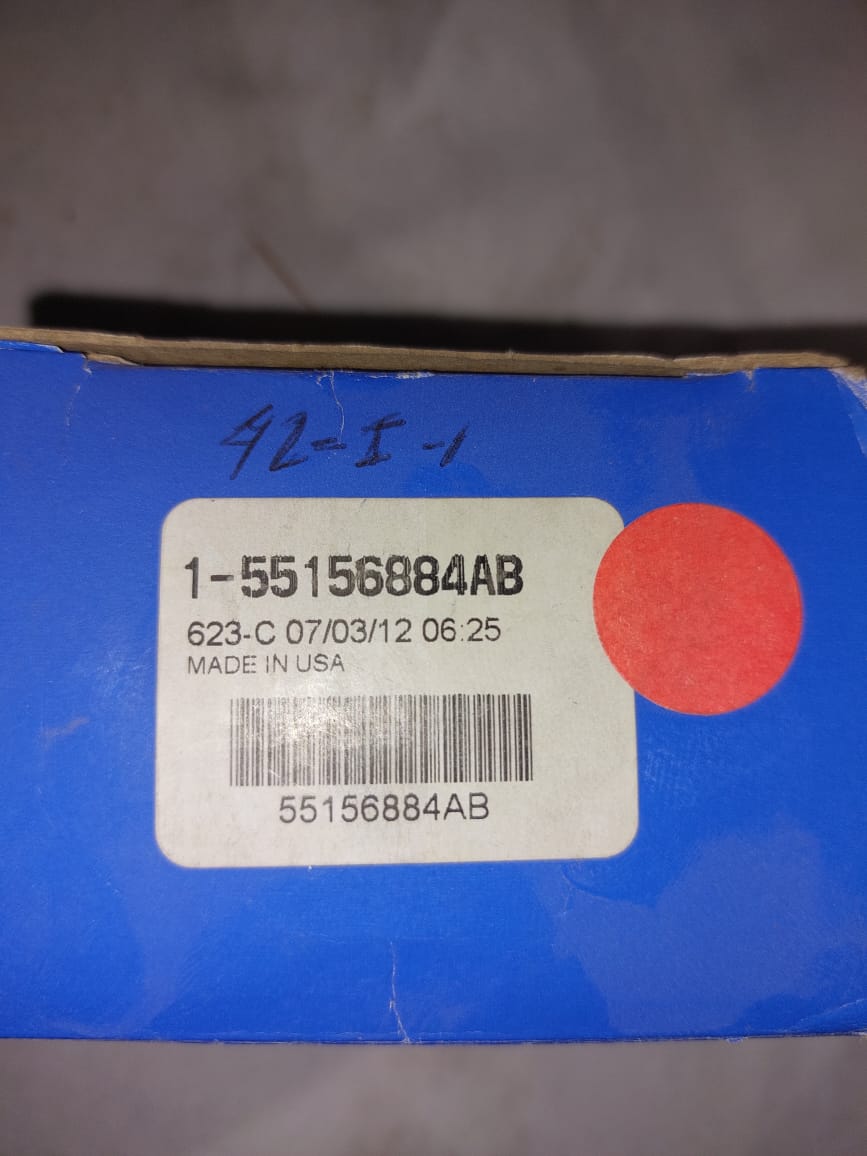 42-I-1
1-55156884AB
623-C 07/03/12 06:25
MADE IN USA
55156884AB